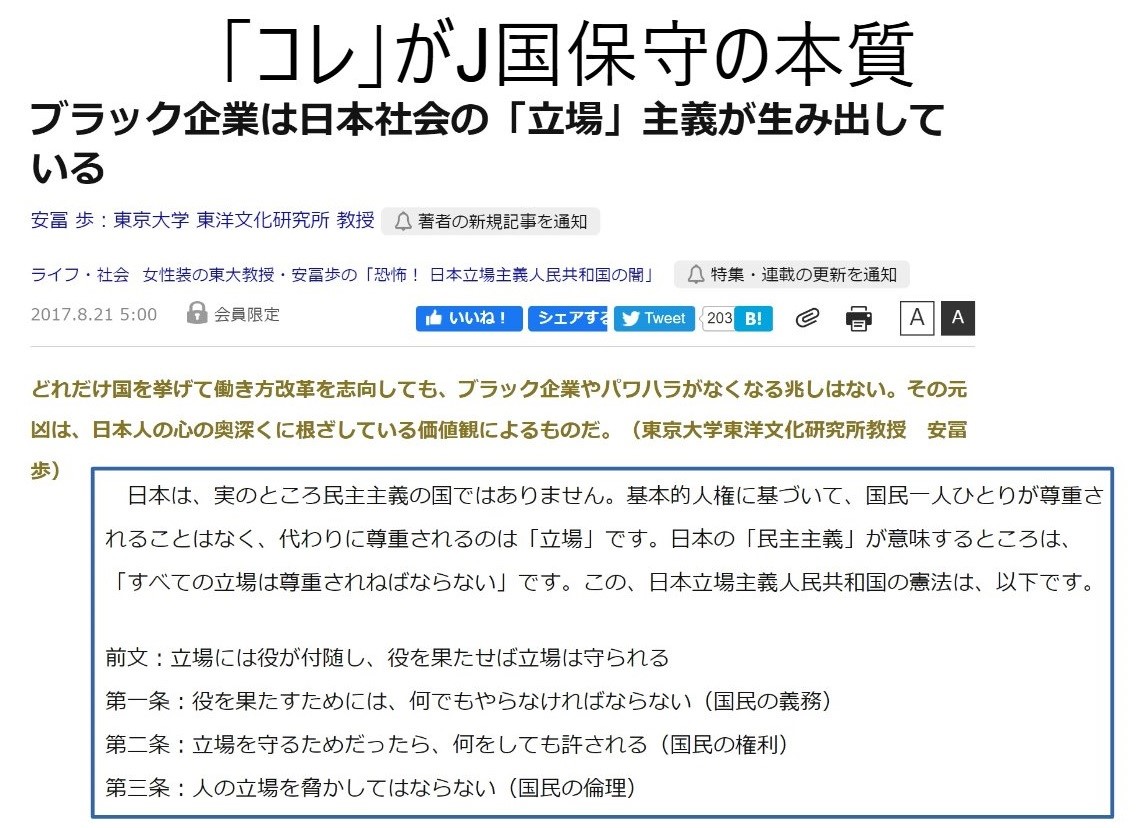 「コレ」がJ国保守の本質
ブラック企業は日本社会の「立場」主義が生み出して
いる
安冨 歩：東京大学 東洋文化研究所 教授 著者の新規記事を通知
ライフ・社会 女性装の東大教授・安冨歩の「恐怖！ 日本立場主義人民共和国の闇」 特集・連載の更新を通知
2017.8.21 5:00 会員限定 いいね！ シェアする Tweet 203 B! A A
どれだけ国を挙げて働き方改革を志向しても、ブラック企業やパワハラがなくなる兆しはない。その元
凶は、日本人の心の奥深くに根ざしている価値観によるものだ。（東京大学東洋文化研究所教授　安冨
歩）
日本は、実のところ民主主義の国ではありません。基本的人権に基づいて、国民一人ひとりが尊重さ
れることはなく、代わりに尊重されるのは「立場」です。日本の「民主主義」が意味するところは、
「すべての立場は尊重されねばならない」です。この、日本立場主義人民共和国の憲法は、以下です。
前文：立場には役が付随し、役を果たせば立場は守られる
第一条：役を果たすためには、何でもやらなければならない（国民の義務）
第二条：立場を守るためだったら、何をしても許される（国民の権利）
第三条：人の立場を脅かしてはならない（国民の倫理）